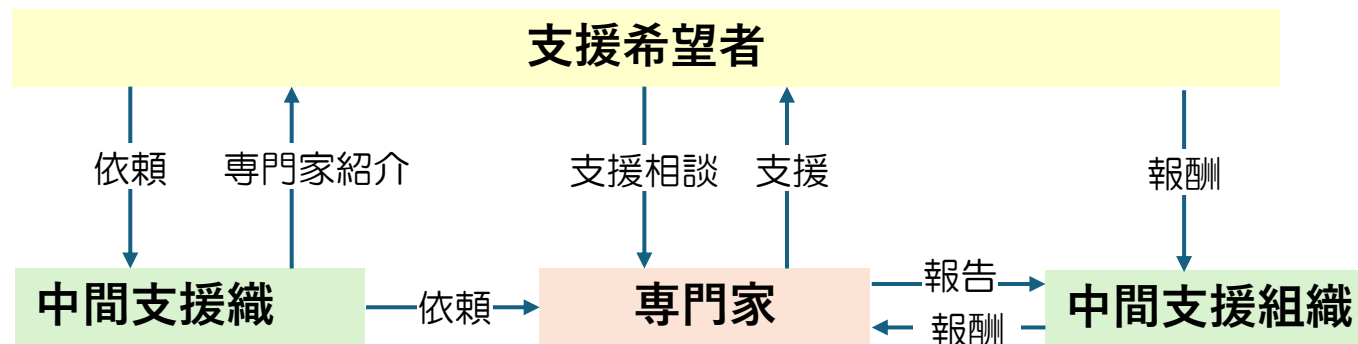 支援希望者
依頼
専門家紹介
支援相談
支援
報酬
中間支援織
依頼
専門家
報告
報酬
中間支援組織